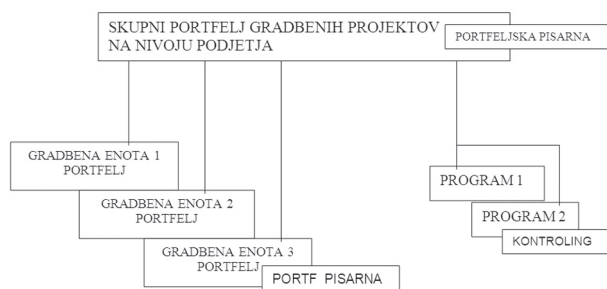 SKUPNI PORTFELJ GRADBENIH PROJEKTOV
NA NIVOJU PODJETJA
PORTFELJSKA PISARNA
GRADBENA ENOTA 1
PORTFELJ
GRADBENA ENOTA 2
PORTFELJ
GRADBENA ENOTA 3
PORTFELJ
PORTF PISARNA
PROGRAM 1
PROGRAM 2
KONTROLING